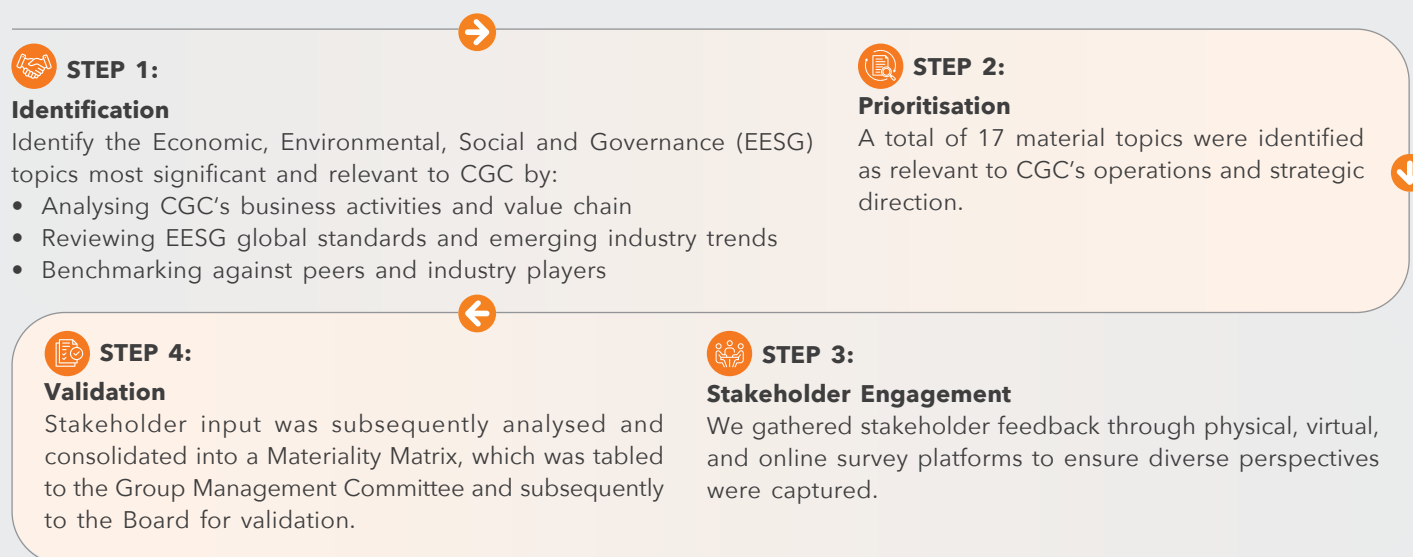 STEP 1:
Identification
Identify the Economic, Environmental, Social and Governance (EESG)
topics most significant and relevant to CGC by:
• Analysing CGC's business activities and value chain
• Reviewing EESG global standards and emerging industry trends
• Benchmarking against peers and industry players
STEP 2:
Prioritisation
A total of 17 material topics were identified
as relevant to CGC's operations and strategic
direction.
STEP 3:
Stakeholder Engagement
We gathered stakeholder feedback through physical, virtual,
and online survey platforms to ensure diverse perspectives
were captured.
STEP 4:
Validation
Stakeholder input was subsequently analysed and
consolidated into a Materiality Matrix, which was tabled
to the Group Management Committee and subsequently
to the Board for validation.